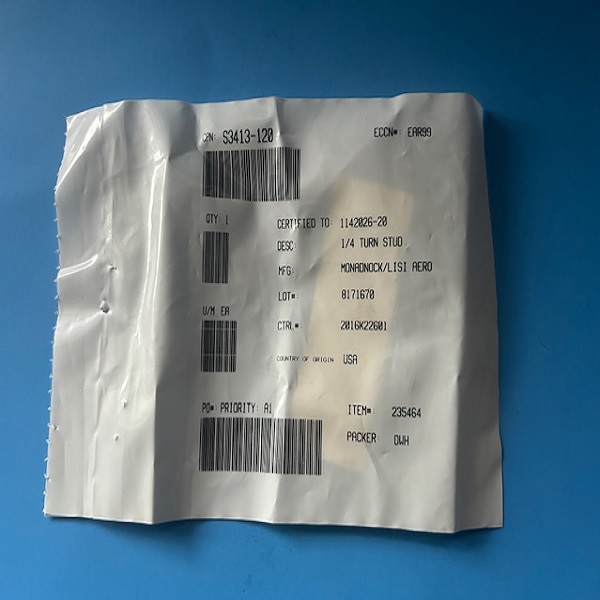 CPN: S3413-120
ECCN#: EAR99
QTY 1
CERTIFIED TO: 1142026-20
DESC: 1/4 TURN STUD
MFG: MONADNOCK/LISI AERO
LOT#: 8171670
U/M EA
CTRL# 2016K22601
COUNTRY OF ORIGIN USA
PO#: PRIORITY: A1
ITEM#: 235464
PACKER: DWH